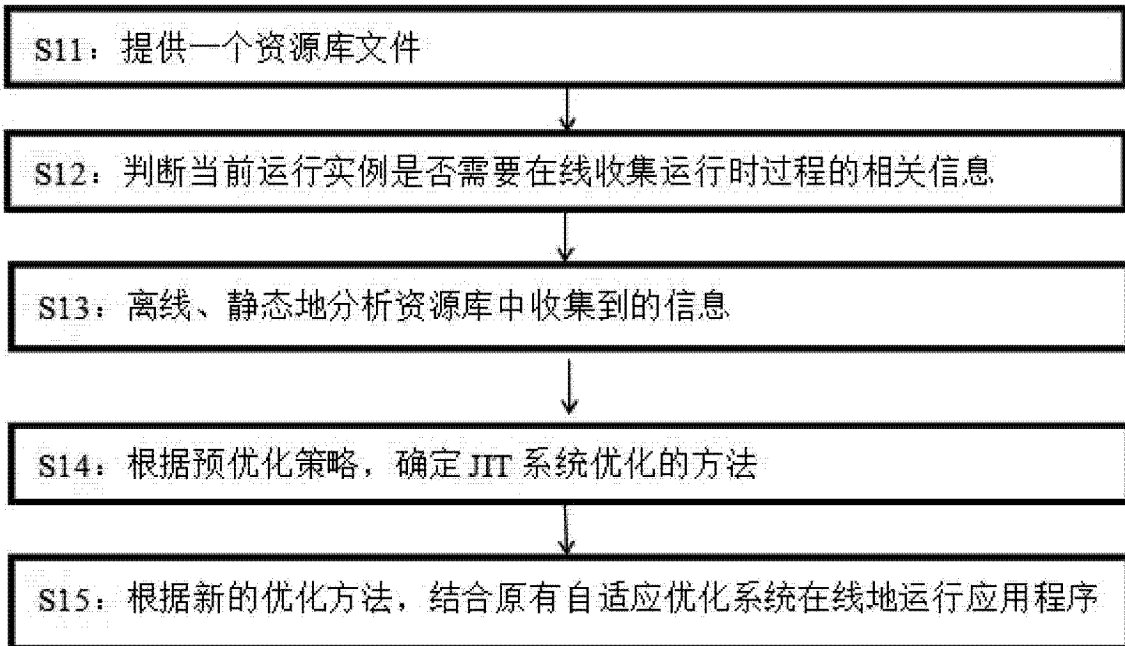 S11：提供一个资源库文件
S12：判断当前运行实例是否需要在线收集运行时过程的相关信息
S13：离线、静态地分析资源库中收集到的信息
S14：根据预优化策略，确定JIT 系统优化的方法
S15：根据新的优化方法，结合原有自适应优化系统在线地运行应用程序